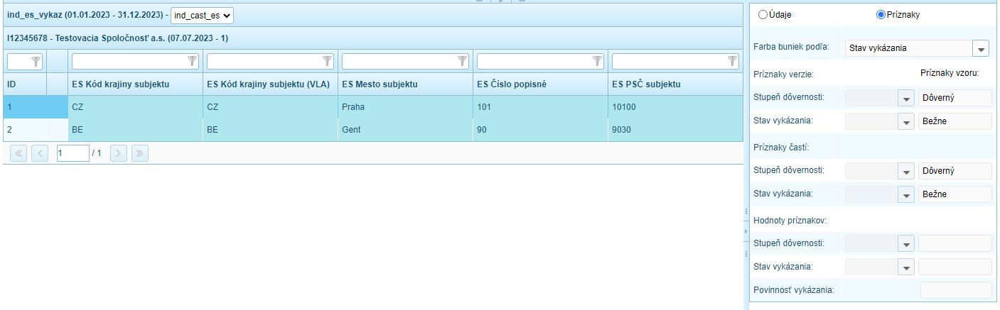 ind_es_vykaz (01.01.2023 - 31.12.2023) - ind_cast_es
I12345678 - Testovacia Spoločnosť a.s. (07.07.2023 - 1)
ID ES Kód krajiny subjektu ES Kód krajiny subjektu (VLA) ES Mesto subjektu ES Číslo popisné ES PSČ subjektu
1 CZ CZ Praha 101 10100
2 BE BE Gent 90 9030
1 / 1
Údaje Príznaky
Farba buniek podľa: Stav vykázania
Príznaky verzie: Príznaky vzoru:
Stupeň dôvernosti: Dôverný
Stav vykázania: Bežne
Príznaky častí:
Stupeň dôvernosti: Dôverný
Stav vykázania: Bežne
Hodnoty príznakov:
Stupeň dôvernosti:
Stav vykázania:
Povinnosť vykázania: